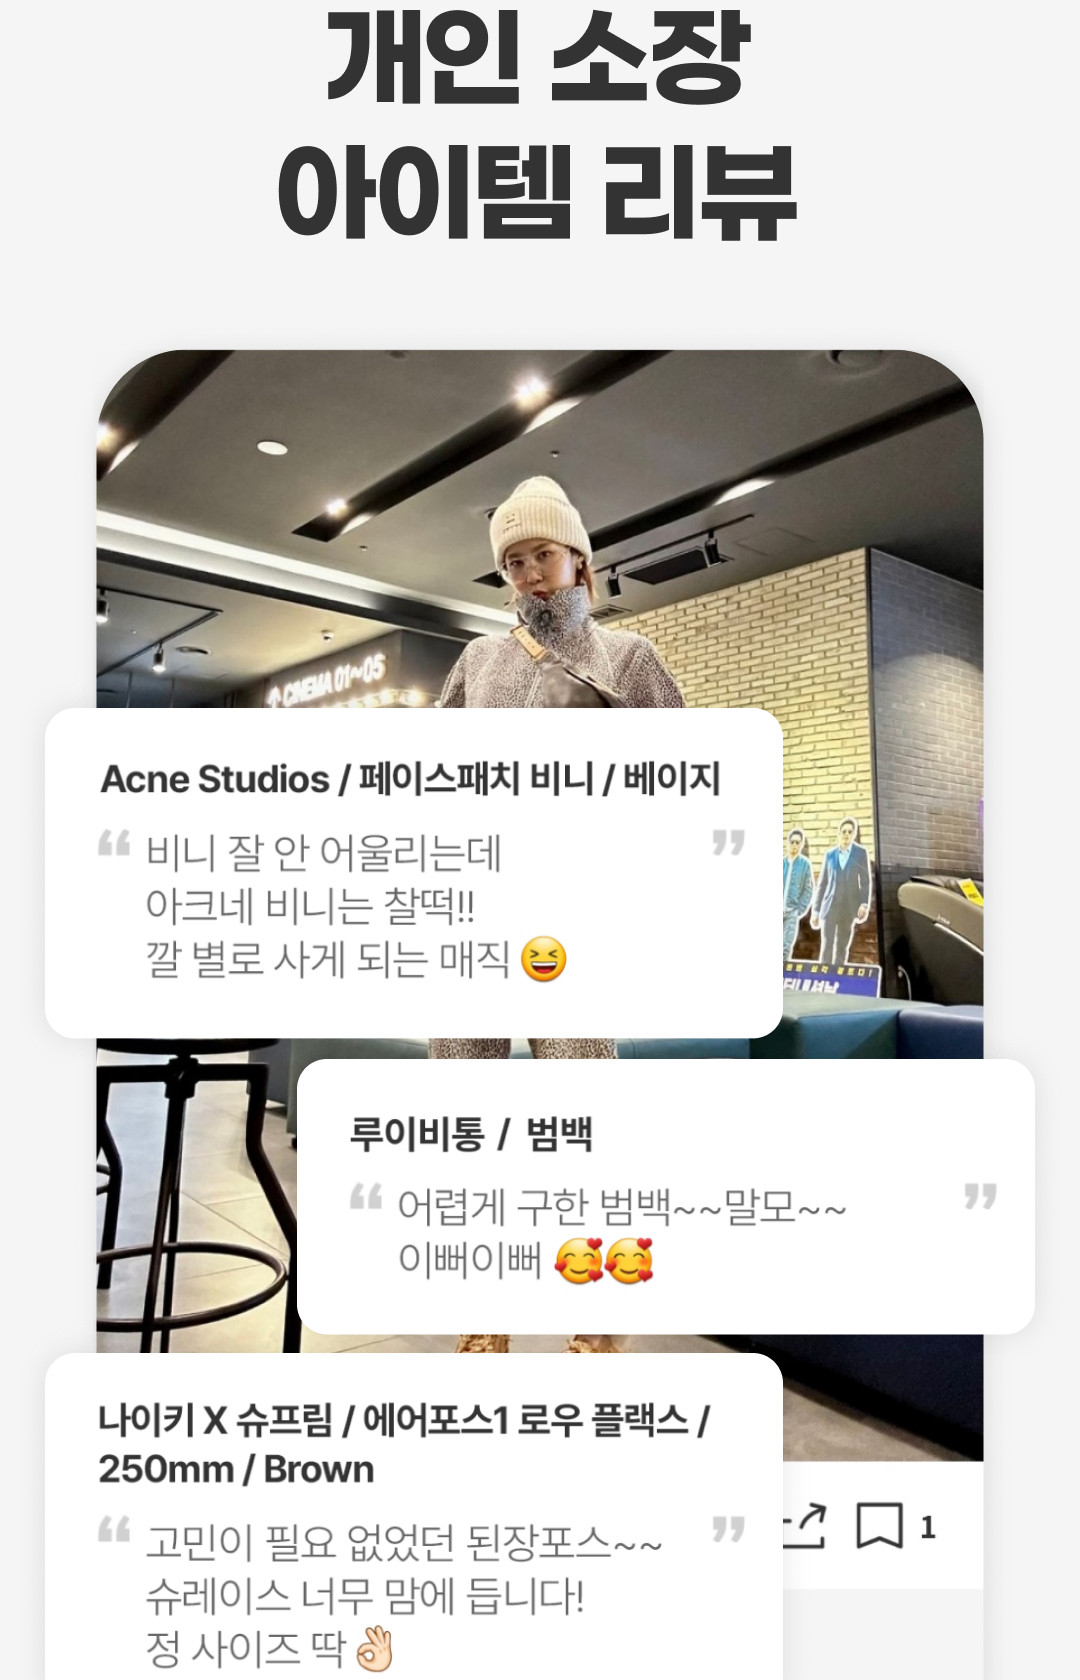 개인 소장
아이템 리뷰
CINEMA 01~05
Acne Studios / 페이스패치 비니 / 베이지
“ 비니 잘 안 어울리는데 ”
아크네 비니는 찰떡!!
깔 별로 사게 되는 매직 😆
루이비통 / 범백
“ 어렵게 구한 범백~~말모~~ ”
이뻐이뻐 🥰🥰
나이키 X 슈프림 / 에어포스1 로우 플랙스 /
250mm / Brown
“ 고민이 필요 없었던 된장포스~~ ”
슈레이스 너무 맘에 듭니다!
정 사이즈 딱 👌🏻
1